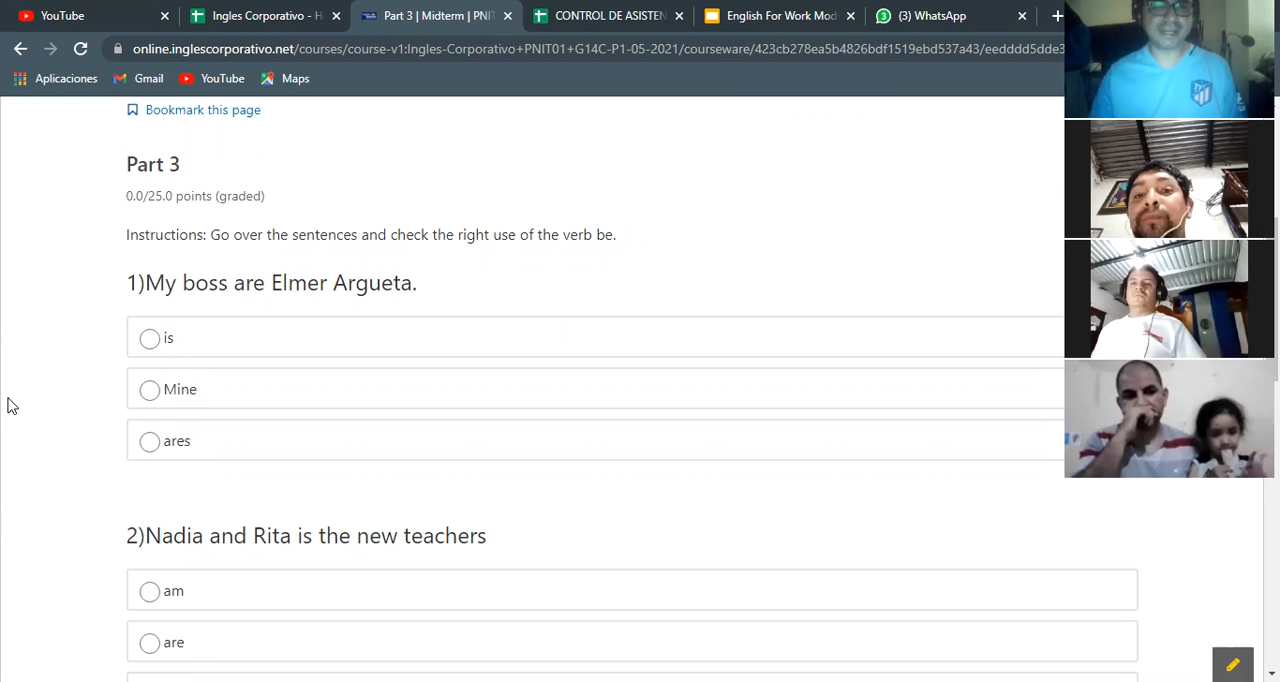 YouTube
Ingles Corporativo - H
Part 3 | Midterm | PNIT
CONTROL DE ASISTEN
English For Work Mod
(3) WhatsApp
online.inglescorporativo.net/courses/course-v1:Ingles-Corporativo+PNIT01+G14C-P1-05-2021/courseware/423cb278ea5b4826bdf1519ebd537a43/eedddd5dde3
Aplicaciones
Gmail
YouTube
Maps
Bookmark this page
Part 3
0.0/25.0 points (graded)
Instructions: Go over the sentences and check the right use of the verb be.
1)My boss are Elmer Argueta.
is
Mine
ares
2)Nadia and Rita is the new teachers
am
are